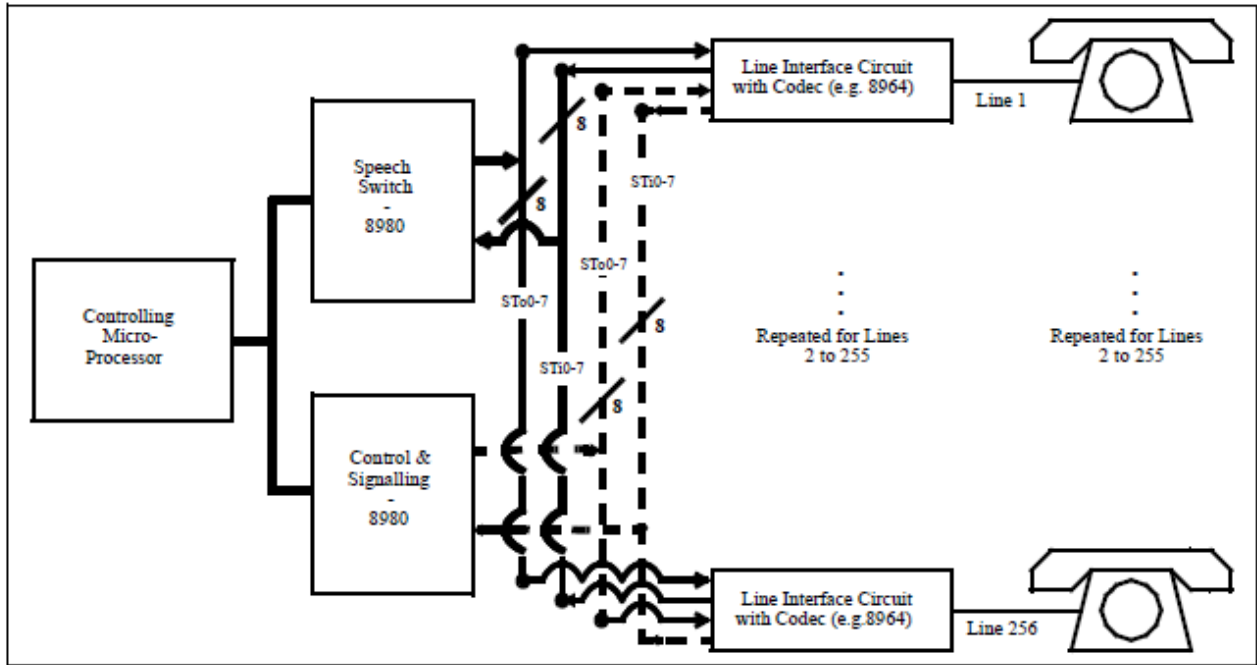 Line Interface Circuit
with Codec (e.g. 8964)
Line 1
8
Speech
Switch
-
8980
STi0-7
8
STo0-7
Controlling
Micro-
Processor
STo0-7
8
Repeated for Lines
2 to 255
Repeated for Lines
2 to 255
STi0-7
8
Control &
Signalling
-
8980
Line Interface Circuit
with Codec (e.g.8964)
Line 256